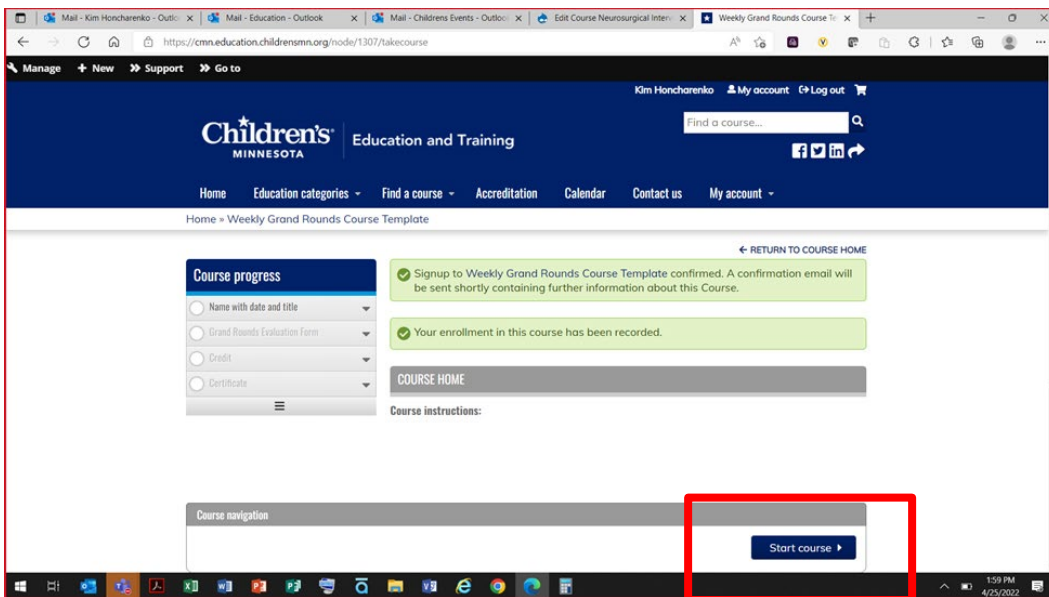 Mail - Kim Honcharenko - Outlo
Mail - Education - Outlook
Mail - Childrens Events - Outloo
Edit Course Neurosurgical Interv
Weekly Grand Rounds Course Te
https://cmn.education.childrensmn.org/node/1307/takecourse
Manage + New Support Go to
Kim Honcharenko My account Log out
Children's
MINNESOTA
Education and Training
Find a course...
Home Education categories Find a course Accreditation Calendar Contact us My account
Home » Weekly Grand Rounds Course Template
← RETURN TO COURSE HOME
Course progress
Name with date and title
Grand Rounds Evaluation Form
Credit
Certificate
Signup to Weekly Grand Rounds Course Template confirmed. A confirmation email will
be sent shortly containing further information about this Course.
Your enrollment in this course has been recorded.
COURSE HOME
Course instructions:
Course navigation
Start course
1:59 PM
4/25/2022